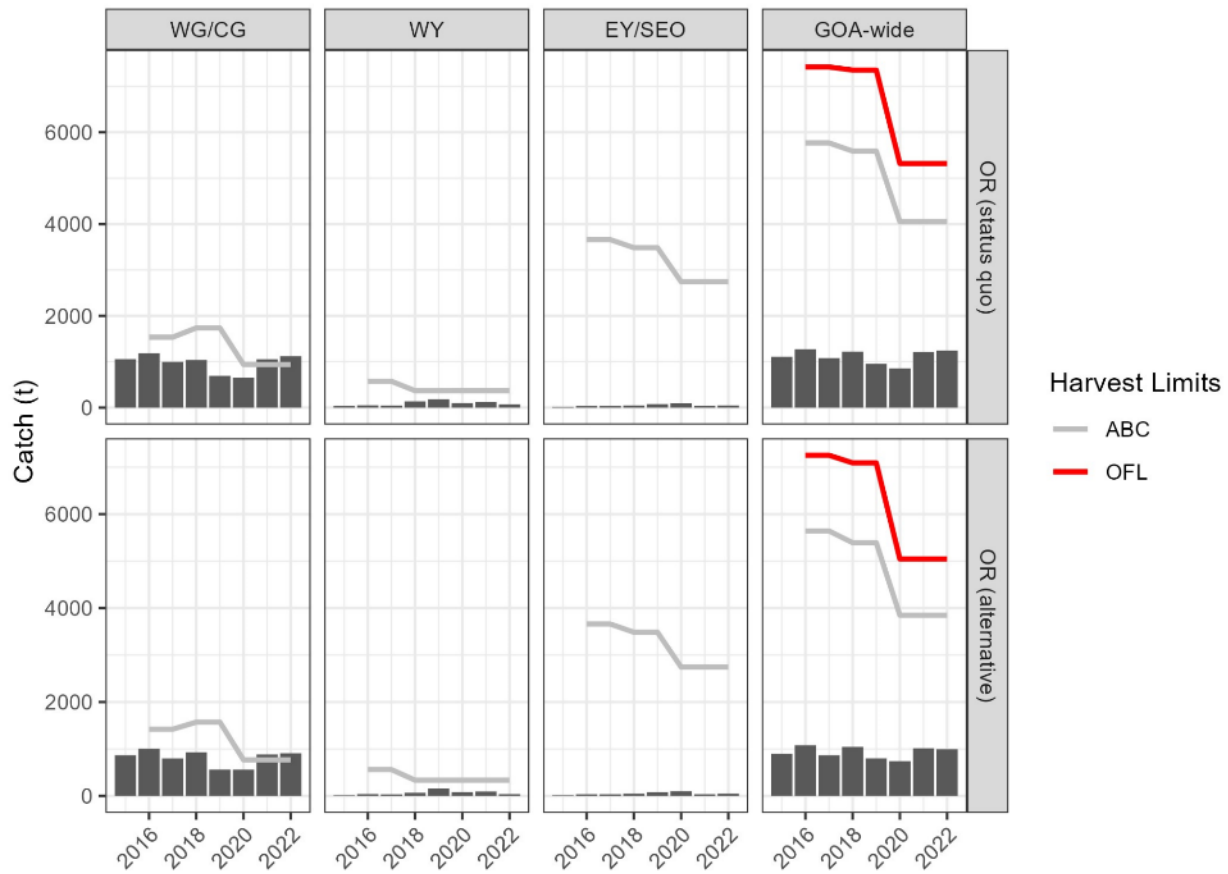 WG/CG
WY
EY/SEO
GOA-wide
Catch (t)
6000
4000
2000
0
OR (status quo)
6000
4000
2000
0
OR (alternative)
2016 2018 2020 2022
2016 2018 2020 2022
2016 2018 2020 2022
2016 2018 2020 2022
Harvest Limits
ABC
OFL